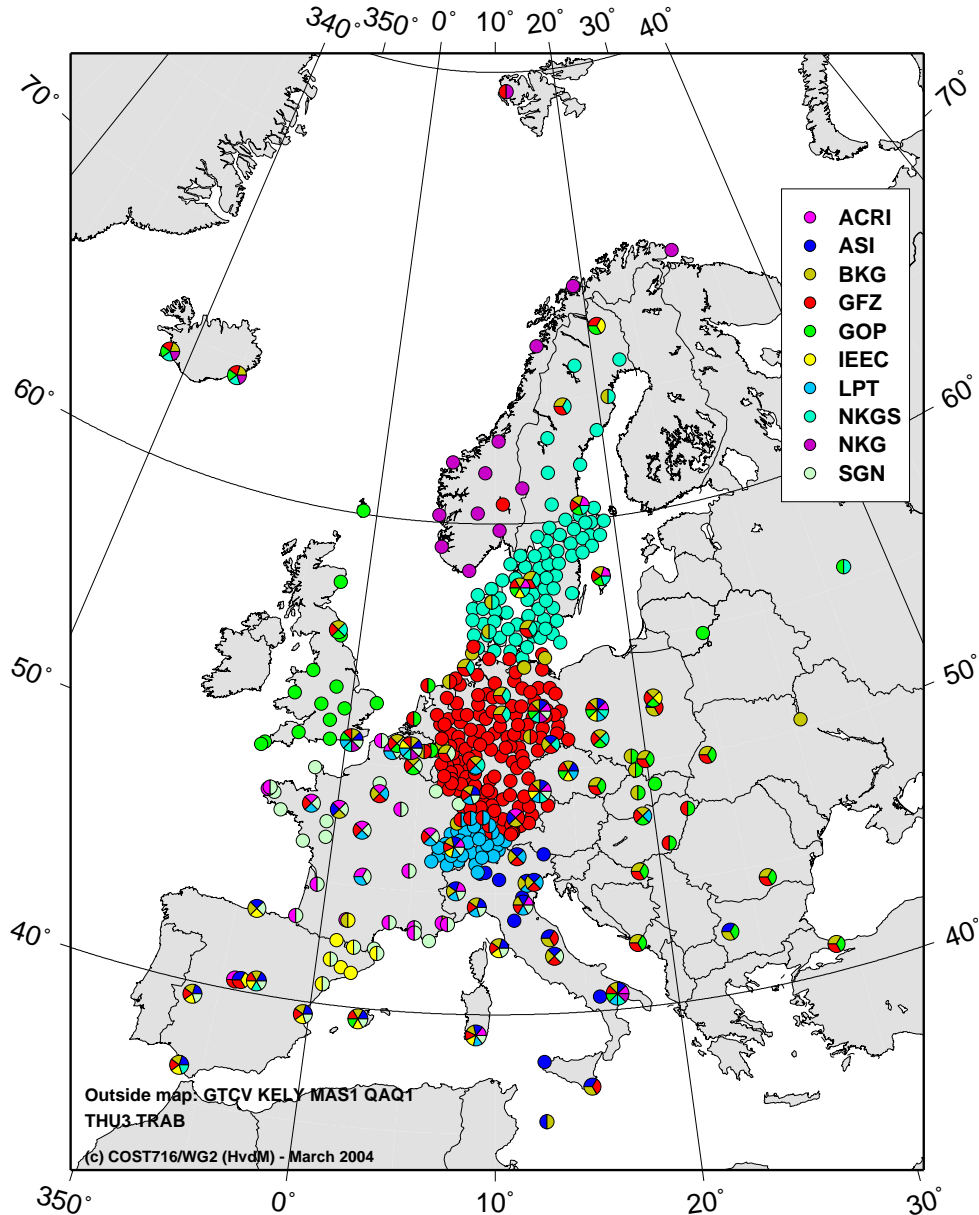 340° 350° 0° 10° 20° 30° 40°
70° 70°
ACRI
ASI
BKG
GFZ
GOP
IEEC
LPT
NKGS
NKG
SGN
60° 60°
50° 50°
40° 40°
Outside map: GTCV KELY MAS1 QAQ1
THU3 TRAB
(c) COST716/WG2 (HvdM) - March 2004
350° 0° 10° 20° 30°